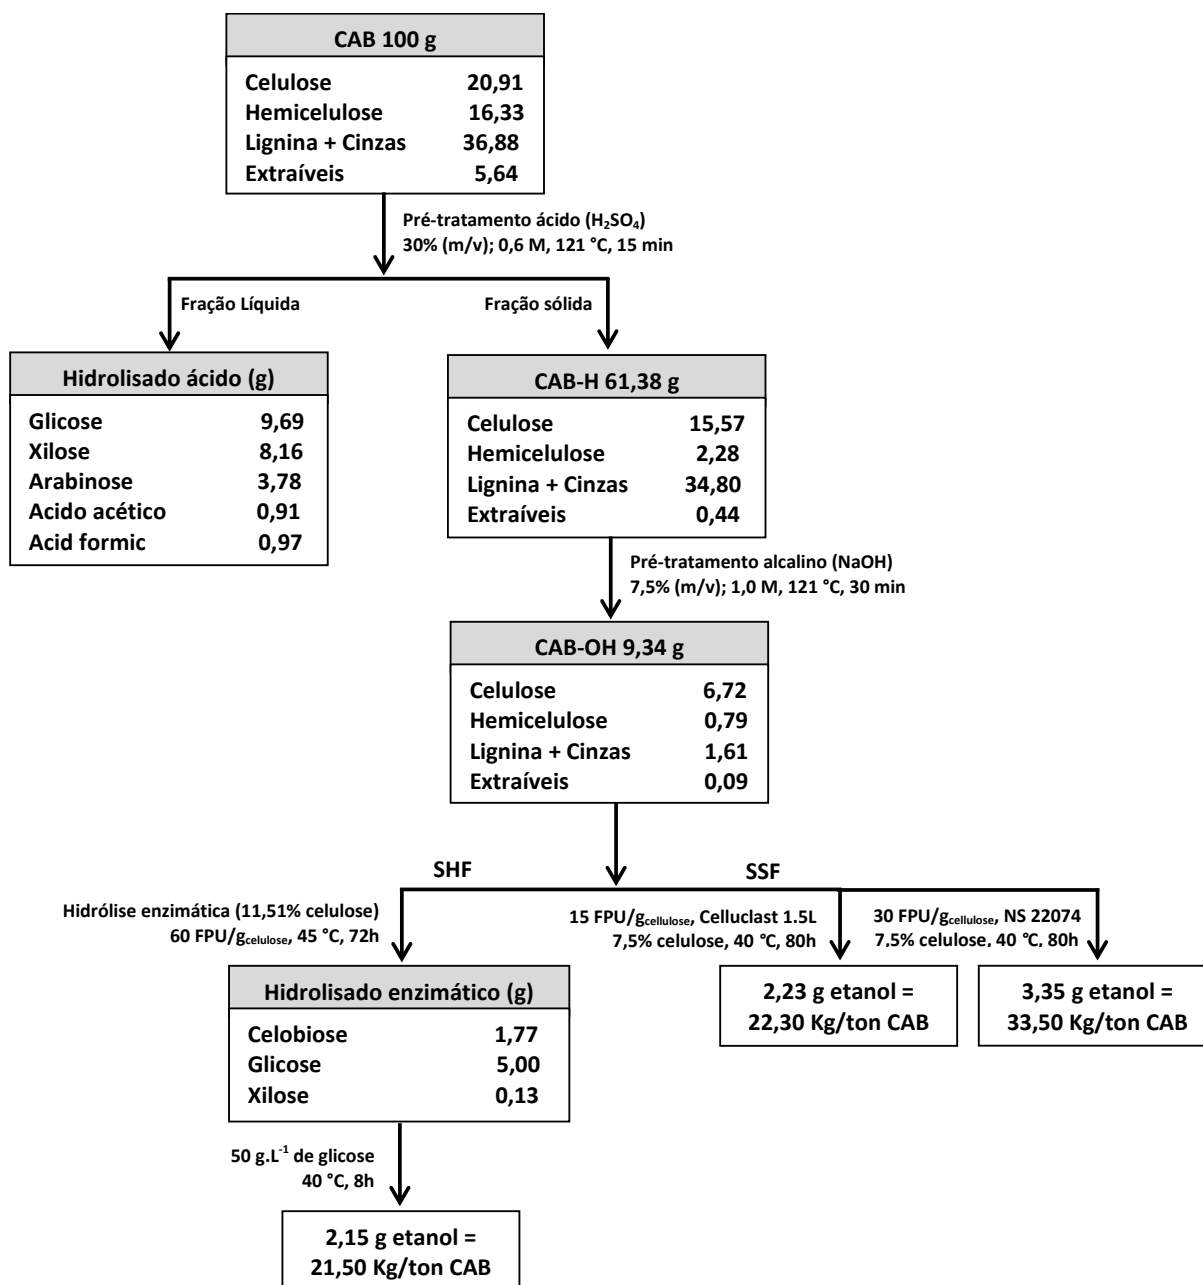 CAB 100 g
Celulose 20,91
Hemicelulose 16,33
Lignina + Cinzas 36,88
Extraíveis 5,64
Pré-tratamento ácido (H₂SO₄)
30% (m/v); 0,6 M, 121 °C, 15 min
Fração Líquida
Fração sólida
Hidrolisado ácido (g)
Glicose 9,69
Xilose 8,16
Arabinose 3,78
Acido acético 0,91
Acid formic 0,97
CAB-H 61,38 g
Celulose 15,57
Hemicelulose 2,28
Lignina + Cinzas 34,80
Extraíveis 0,44
Pré-tratamento alcalino (NaOH)
7,5% (m/v); 1,0 M, 121 °C, 30 min
CAB-OH 9,34 g
Celulose 6,72
Hemicelulose 0,79
Lignina + Cinzas 1,61
Extraíveis 0,09
SHF
SSF
Hidrólise enzimática (11,51% celulose)
60 FPU/g celulose, 45 °C, 72h
15 FPU/g cellulose, Celluclast 1.5L
7,5% celulose, 40 °C, 80h
30 FPU/g cellulose, NS 22074
7,5% celulose, 40 °C, 80h
Hidrolisado enzimático (g)
Celobiose 1,77
Glicose 5,00
Xilose 0,13
2,23 g etanol =
22,30 Kg/ton CAB
3,35 g etanol =
33,50 Kg/ton CAB
50 g.L⁻¹ de glicose
40 °C, 8h
2,15 g etanol =
21,50 Kg/ton CAB